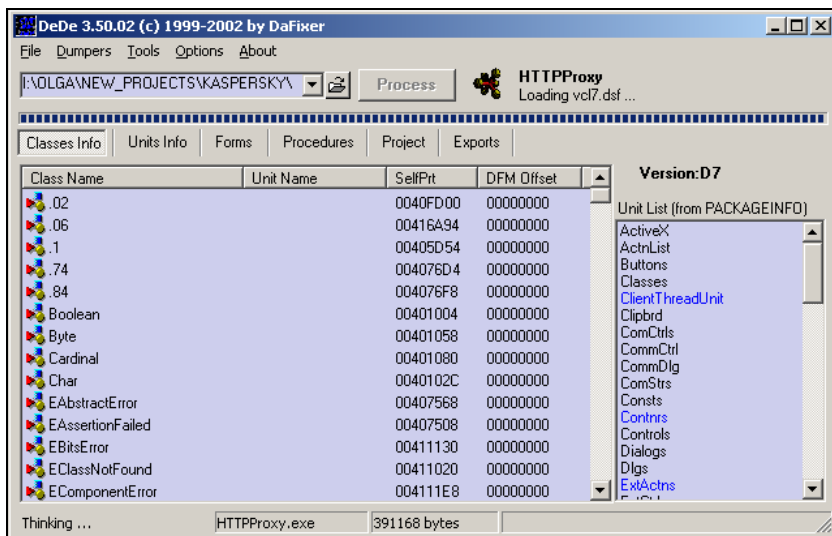 DeDe 3.50.02 (c) 1999-2002 by DaFixer
File Dumpers Tools Options About
I:\OLGA\NEW_PROJECTS\KASPERSKY\ Process HTTPProxy
Loading vcl7.dsf ...
Classes Info Units Info Forms Procedures Project Exports
Class Name Unit Name SelfPrt DFM Offset Version:D7
.02 0040FD00 00000000 Unit List (from PACKAGEINFO)
.06 00416A94 00000000 ActiveX
.1 00405D54 00000000 ActnList
.74 004076D4 00000000 Buttons
.84 004076F8 00000000 Classes
Boolean 00401004 00000000 ClientThreadUnit
Byte 00401058 00000000 Clipbrd
Cardinal 00401080 00000000 ComCtrls
Char 0040102C 00000000 CommCtrl
EAbstractError 00407568 00000000 CommDlg
EAssertionFailed 00407508 00000000 ComStrs
EBitsError 00411130 00000000 Consts
EClassNotFound 00411020 00000000 Contnrs
EComponentError 004111E8 00000000 Controls
Dialogs
Dlgs
ExtActns
Thinking ... HTTPProxy.exe 391168 bytes